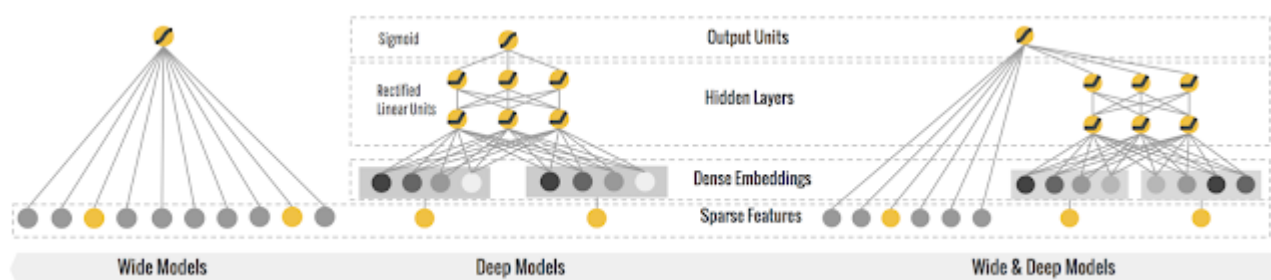 Sigmoid
Output Units
Rectified
Linear Units
Hidden Layers
Dense Embeddings
Sparse Features
Wide Models
Deep Models
Wide & Deep Models